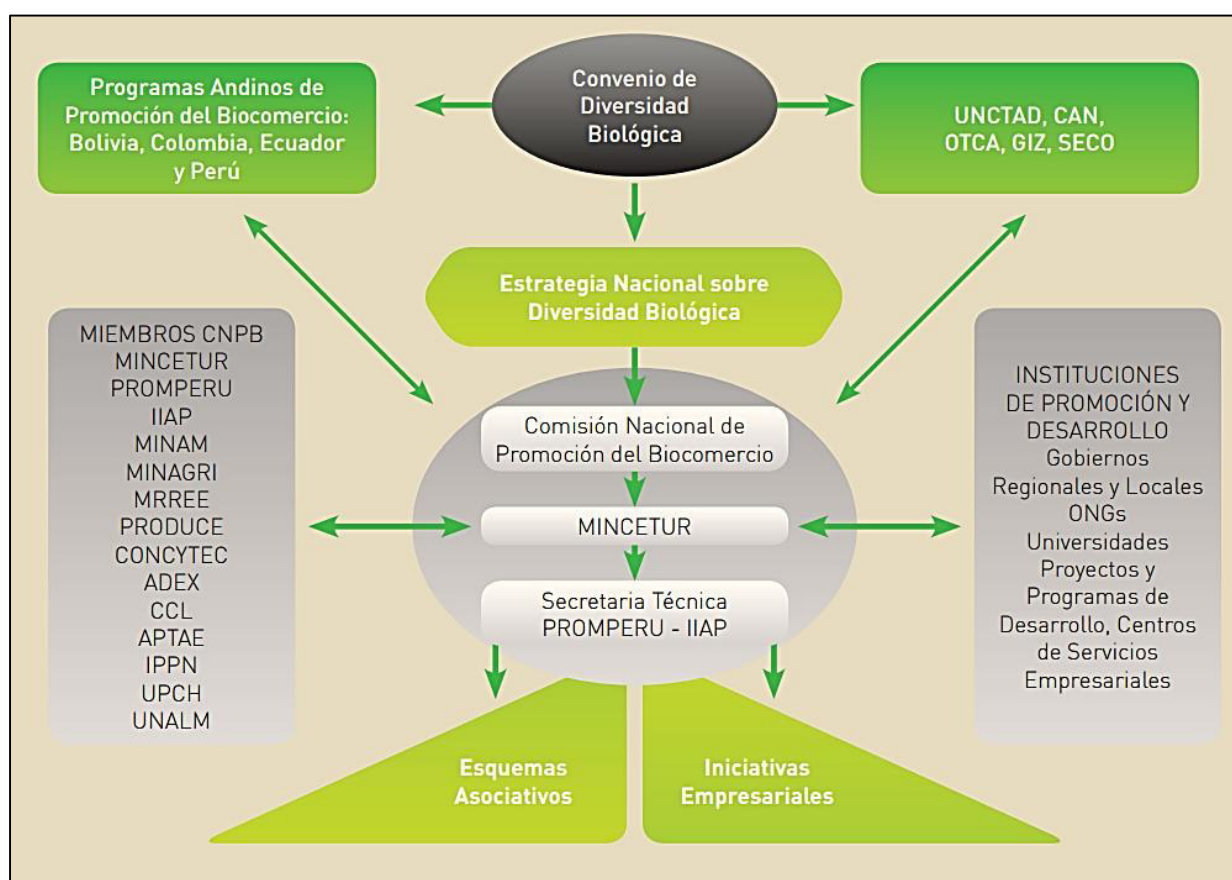 Convenio de
Diversidad
Biológica
Programas Andinos de
Promoción del Biocomercio:
Bolivia, Colombia, Ecuador
y Perú
UNCTAD, CAN,
OTCA, GIZ, SECO
Estrategia Nacional sobre
Diversidad Biológica
MIEMBROS CNPB
MINCETUR
PROMPERU
IIAP
MINAM
MINAGRI
MRREE
PRODUCE
CONCYTEC
ADEX
CCL
APTAE
IPPN
UPCH
UNALM
Comisión Nacional de
Promoción del Biocomercio
MINCETUR
Secretaria Técnica
PROMPERU - IIAP
INSTITUCIONES
DE PROMOCIÓN Y
DESARROLLO
Gobiernos
Regionales y Locales
ONGs
Universidades
Proyectos y
Programas de
Desarrollo, Centros
de Servicios
Empresariales
Esquemas
Asociativos
Iniciativas
Empresariales